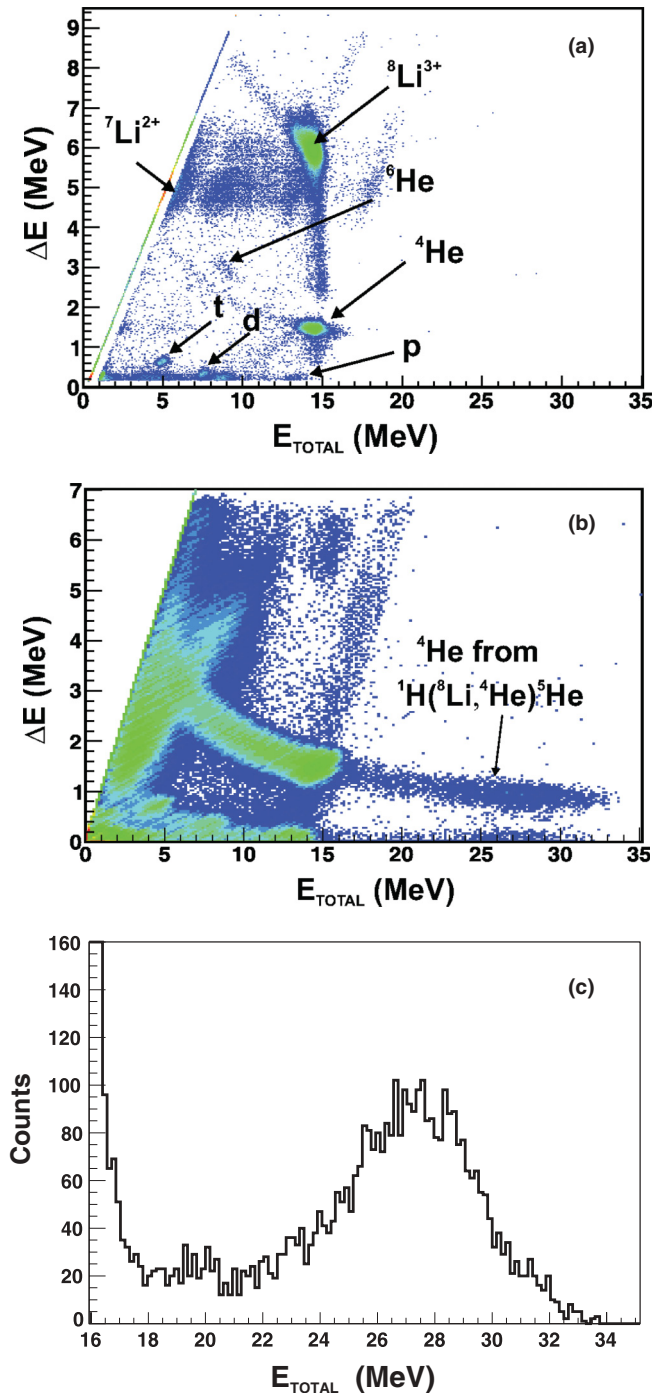 9
8
7
6
5
4
3
2
1
0
ΔE (MeV)
(a)
⁸Li³⁺
⁷Li²⁺
⁶He
⁴He
t
d
p
0 5 10 15 20 25 30 35
E_TOTAL (MeV)
7
6
5
4
3
2
1
0
ΔE (MeV)
(b)
⁴He from
¹H(⁸Li,⁴He)⁵He
0 5 10 15 20 25 30 35
E_TOTAL (MeV)
160
140
120
100
80
60
40
20
0
Counts
(c)
16 18 20 22 24 26 28 30 32 34
E_TOTAL (MeV)